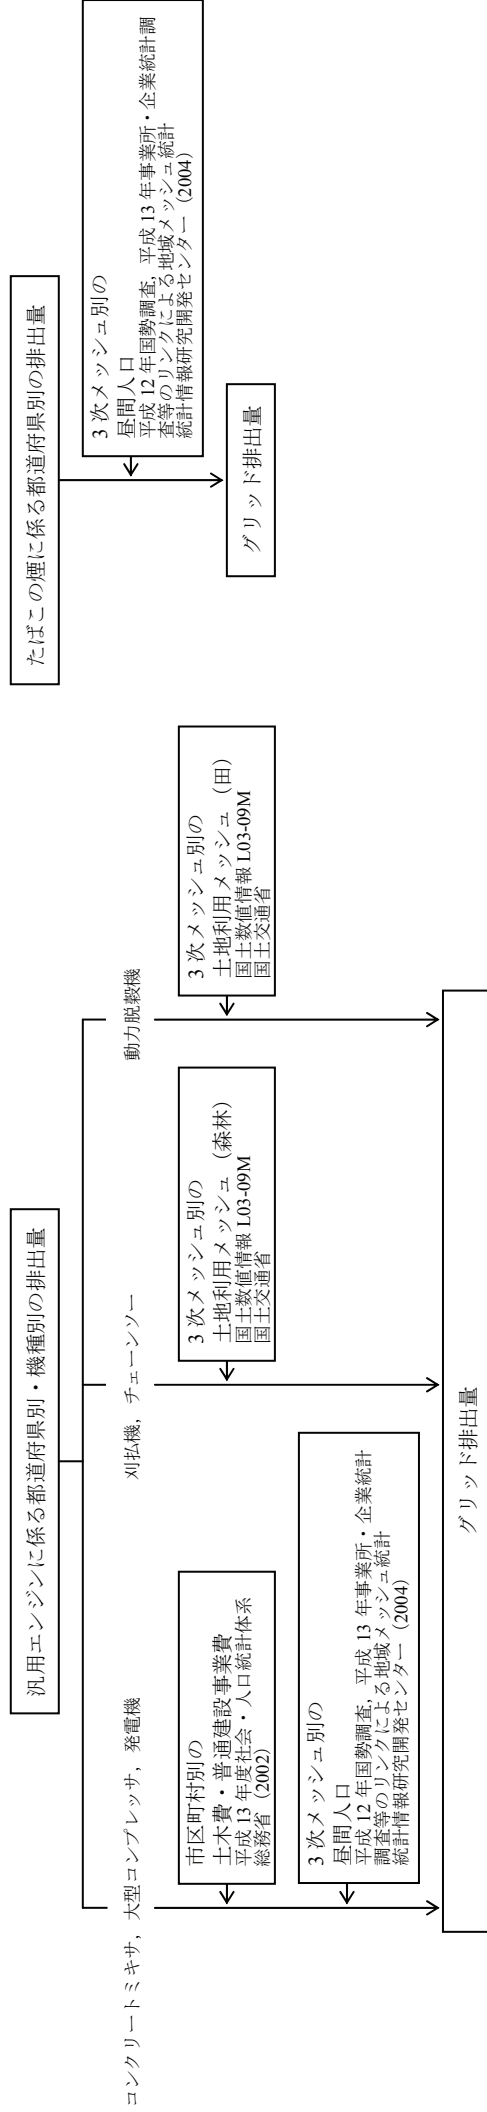 汎用エンジンに係る都道府県別・機種別の排出量
コンクリートミキサ, 大型コンプレッサ, 発電機
刈払機, チェーンソー
動力脱穀機
市区町村別の
土木費・普通建設事業費
平成 13 年度社会・人口統計体系
総務省（2002）
3 次メッシュ別の
昼間人口
平成 12 年国勢調査, 平成 13 年事業所・企業統計
調査等のリンクによる地域メッシュ統計
統計情報研究開発センター（2004）
3 次メッシュ別の
土地利用メッシュ（森林）
国土数値情報 L03-09M
国土交通省
3 次メッシュ別の
土地利用メッシュ（田）
国土数値情報 L03-09M
国土交通省
グリッド排出量
たばこの煙に係る都道府県別の排出量
3 次メッシュ別の
昼間人口
平成 12 年国勢調査, 平成 13 年事業所・企業統計調
査等のリンクによる地域メッシュ統計
統計情報研究開発センター（2004）
グリッド排出量